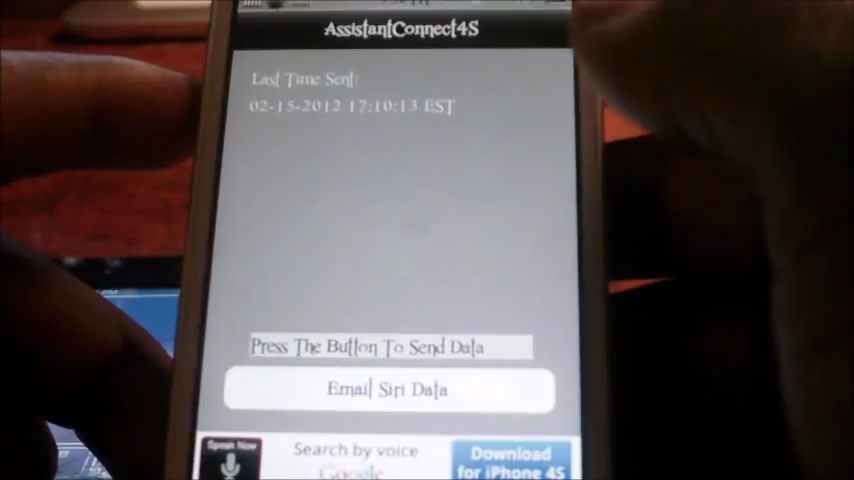 AssistantConnect4S
Last Time Sent:
02-15-2012 17:10:13 EST
Press The Button To Send Data
Email Siri Data
Speak Now
Search by voice
Google
Download
for iPhone 4S